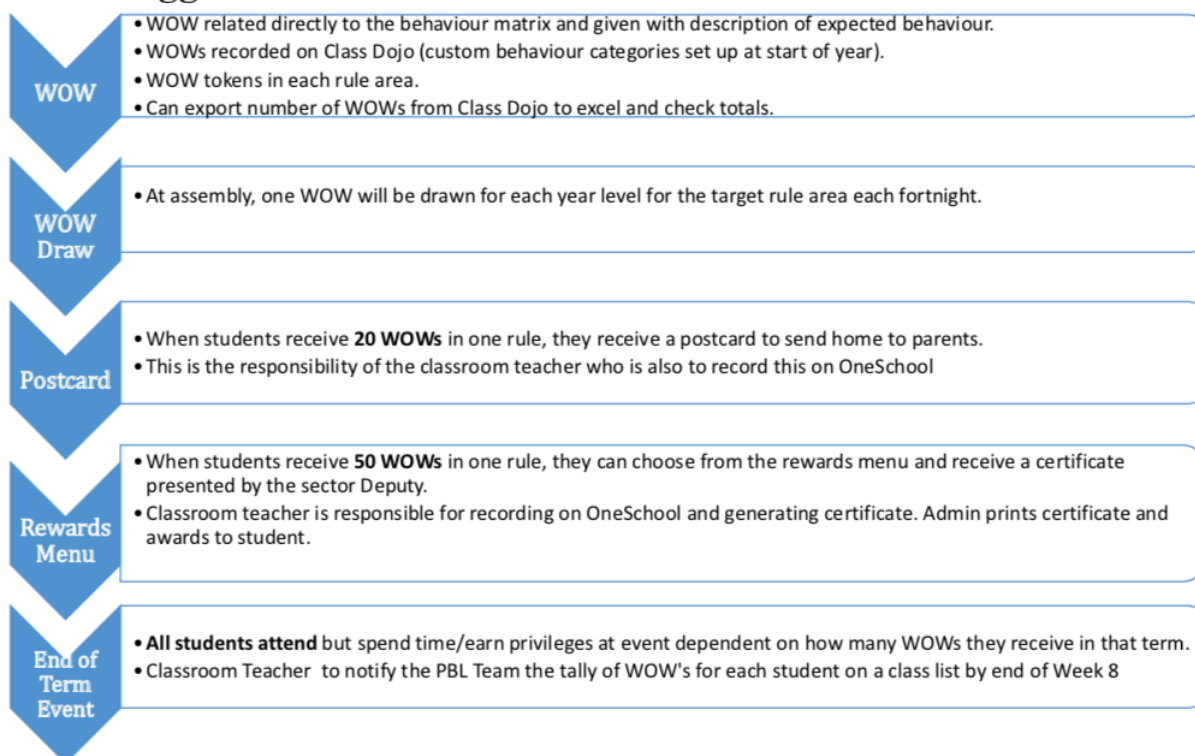 WOW
• WOW related directly to the behaviour matrix and given with description of expected behaviour.
• WOWs recorded on Class Dojo (custom behaviour categories set up at start of year).
• WOW tokens in each rule area.
• Can export number of WOWs from Class Dojo to excel and check totals.
WOW
Draw
• At assembly, one WOW will be drawn for each year level for the target rule area each fortnight.
Postcard
• When students receive 20 WOWs in one rule, they receive a postcard to send home to parents.
• This is the responsibility of the classroom teacher who is also to record this on OneSchool
Rewards
Menu
• When students receive 50 WOWs in one rule, they can choose from the rewards menu and receive a certificate
presented by the sector Deputy.
• Classroom teacher is responsible for recording on OneSchool and generating certificate. Admin prints certificate and
awards to student.
End of
Term
Event
• All students attend but spend time/earn privileges at event dependent on how many WOWs they receive in that term.
• Classroom Teacher to notify the PBL Team the tally of WOW's for each student on a class list by end of Week 8